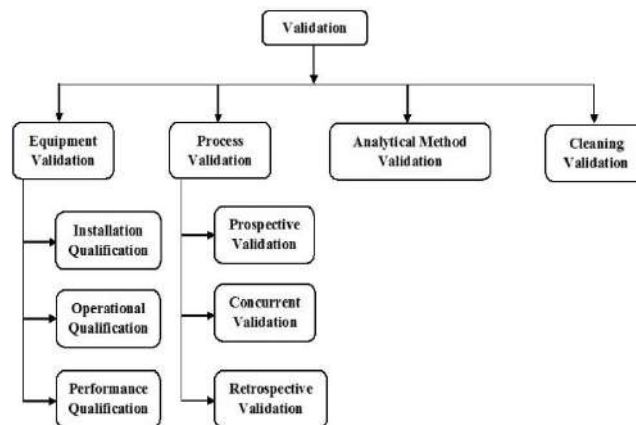 Validation
Equipment
Validation
Process
Validation
Analytical Method
Validation
Cleaning
Validation
Installation
Qualification
Operational
Qualification
Performance
Qualification
Prospective
Validation
Concurrent
Validation
Retrospective
Validation